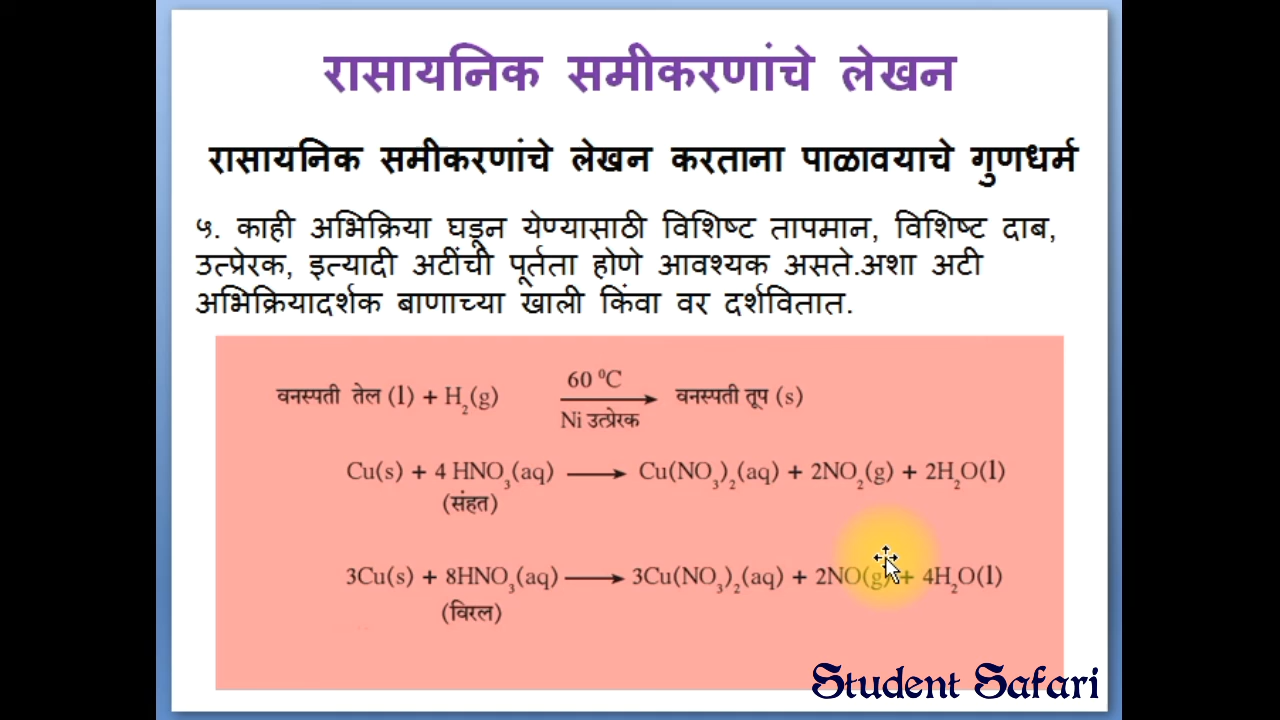 रासायनिक समीकरणांचे लेखन
रासायनिक समीकरणांचे लेखन करताना पाळावयाचे गुणधर्म
५. काही अभिक्रिया घडून येण्यासाठी विशिष्ट तापमान, विशिष्ट दाब,
उत्प्रेरक, इत्यादी अटींची पूर्तता होणे आवश्यक असते.अशा अटी
अभिक्रियादर्शक बाणाच्या खाली किंवा वर दर्शवितात.
60 ⁰C
वनस्पती तेल (l) + H₂(g) ⟶ वनस्पती तूप (s)
Ni उत्प्रेरक
Cu(s) + 4 HNO₃(aq) ⟶ Cu(NO₃)₂(aq) + 2NO₂(g) + 2H₂O(l)
(संहत)
3Cu(s) + 8HNO₃(aq) ⟶ 3Cu(NO₃)₂(aq) + 2NO(g) + 4H₂O(l)
(विरल)
Student Safari